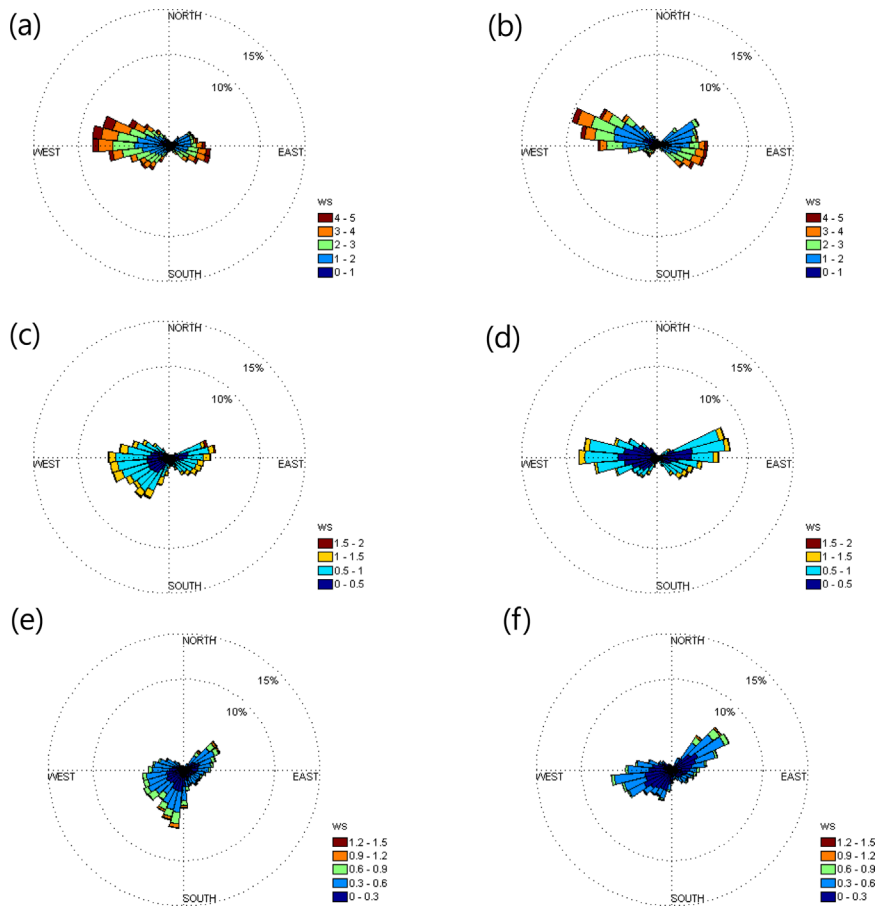 (a)
NORTH
15%
10%
WEST
EAST
SOUTH
ws
4 - 5
3 - 4
2 - 3
1 - 2
0 - 1
(b)
NORTH
15%
10%
WEST
EAST
SOUTH
ws
4 - 5
3 - 4
2 - 3
1 - 2
0 - 1
(c)
NORTH
15%
10%
WEST
EAST
SOUTH
ws
1.5 - 2
1 - 1.5
0.5 - 1
0 - 0.5
(d)
NORTH
15%
10%
WEST
EAST
SOUTH
ws
1.5 - 2
1 - 1.5
0.5 - 1
0 - 0.5
(e)
NORTH
15%
10%
WEST
EAST
SOUTH
ws
1.2 - 1.5
0.9 - 1.2
0.6 - 0.9
0.3 - 0.6
0 - 0.3
(f)
NORTH
15%
10%
WEST
EAST
SOUTH
ws
1.2 - 1.5
0.9 - 1.2
0.6 - 0.9
0.3 - 0.6
0 - 0.3